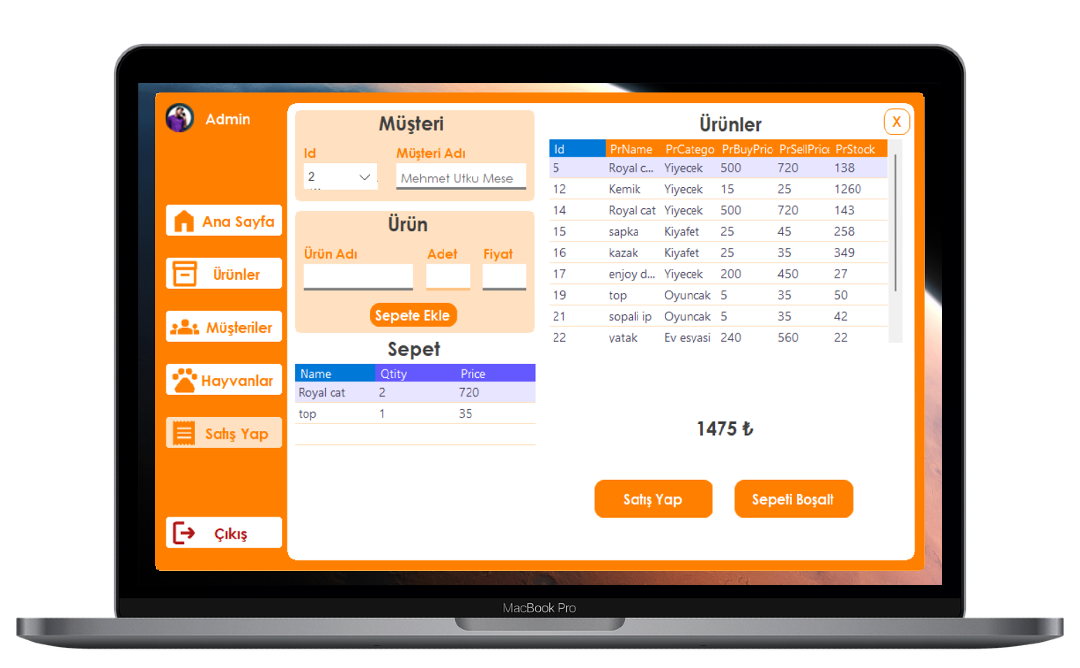 Admin
Ana Sayfa
Ürünler
Müşteriler
Hayvanlar
Satış Yap
Çıkış
Müşteri
Id Müşteri Adı
2 Mehmet Utku Mese
Ürün
Ürün Adı Adet Fiyat
Sepete Ekle
Sepet
Name Qtity Price
Royal cat 2 720
top 1 35
Ürünler
X
Id PrName PrCatego PrBuyPrio PrSellPrice PrStock
5 Royal c... Yiyecek 500 720 138
12 Kemik Yiyecek 15 25 1260
14 Royal cat Yiyecek 500 720 143
15 sapka Kiyafet 25 45 258
16 kazak Kiyafet 25 35 349
17 enjoy d... Yiyecek 200 450 27
19 top Oyuncak 5 35 50
21 sopali ip Oyuncak 5 35 42
22 yatak Ev esyasi 240 560 22
1475 ₺
Satış Yap
Sepeti Boşalt
MacBook Pro